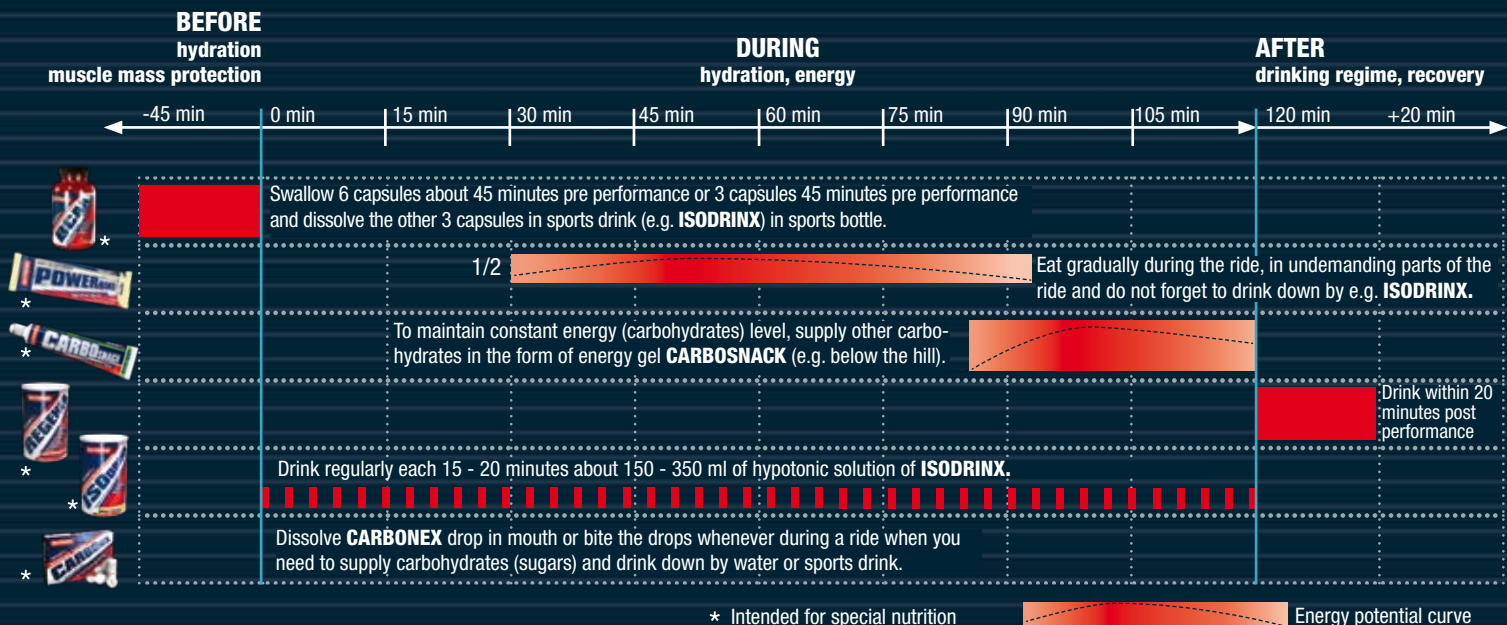 BEFORE
hydration
muscle mass protection
DURING
hydration, energy
AFTER
drinking regime, recovery
-45 min
0 min
15 min
30 min
45 min
60 min
75 min
90 min
105 min
120 min
+20 min
BCAA
*
Swallow 6 capsules about 45 minutes pre performance or 3 capsules 45 minutes pre performance
and dissolve the other 3 capsules in sports drink (e.g. ISODRINX) in sports bottle.
POWER
*
1/2
Eat gradually during the ride, in undemanding parts of the
ride and do not forget to drink down by e.g. ISODRINX.
CARBOSNACK
*
To maintain constant energy (carbohydrates) level, supply other carbo-
hydrates in the form of energy gel CARBOSNACK (e.g. below the hill).
*
Drink within 20
minutes post
performance
*
Drink regularly each 15 - 20 minutes about 150 - 350 ml of hypotonic solution of ISODRINX.
CARBONEX
*
Dissolve CARBONEX drop in mouth or bite the drops whenever during a ride when you
need to supply carbohydrates (sugars) and drink down by water or sports drink.
* Intended for special nutrition
Energy potential curve